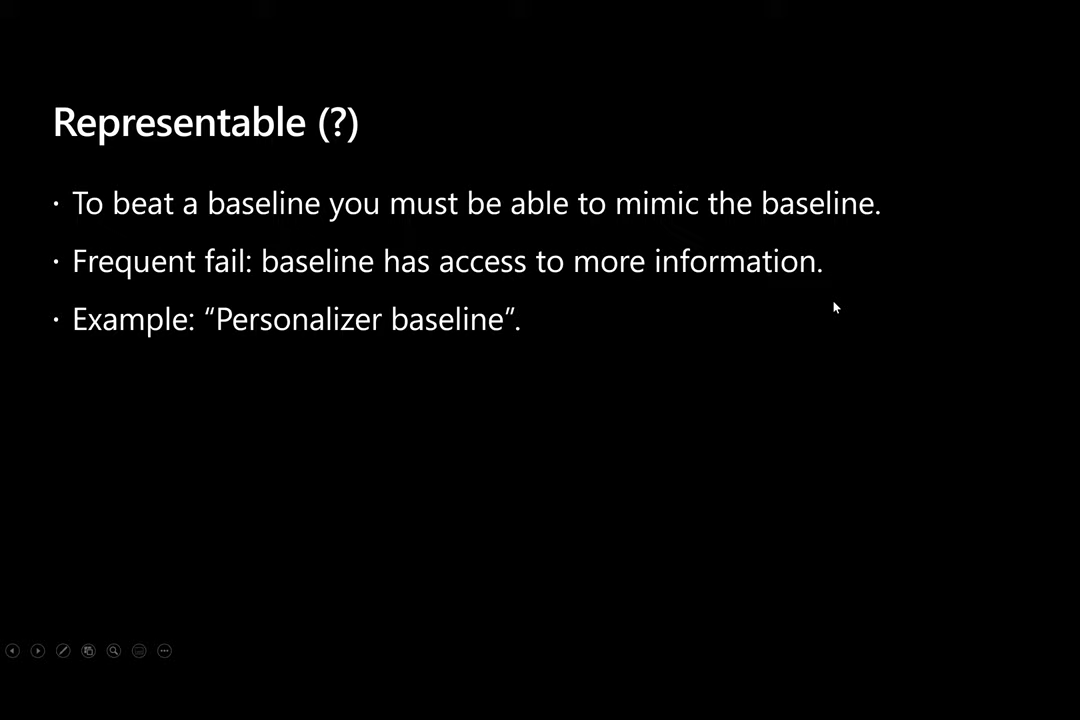 Representable (?)
· To beat a baseline you must be able to mimic the baseline.
· Frequent fail: baseline has access to more information.
· Example: “Personalizer baseline”.